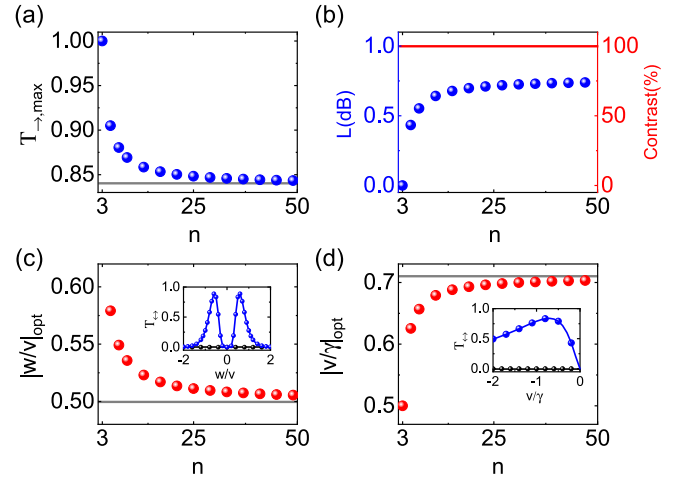 (a)
1.00
0.95
0.90
0.85
T→,max
3
25
50
n
(b)
1.0
0.5
0.0
L(dB)
100
50
0
Contrast(%)
3
25
50
n
(c)
0.60
0.55
0.50
|w/v|opt
3
25
50
n
1.0
0.5
0.0
T↔
-2 -1 0 1 2
w/v
(d)
0.7
0.6
0.5
|v/γ|opt
3
25
50
n
1.0
0.5
0.0
T↔
-2 -1 0
v/γ